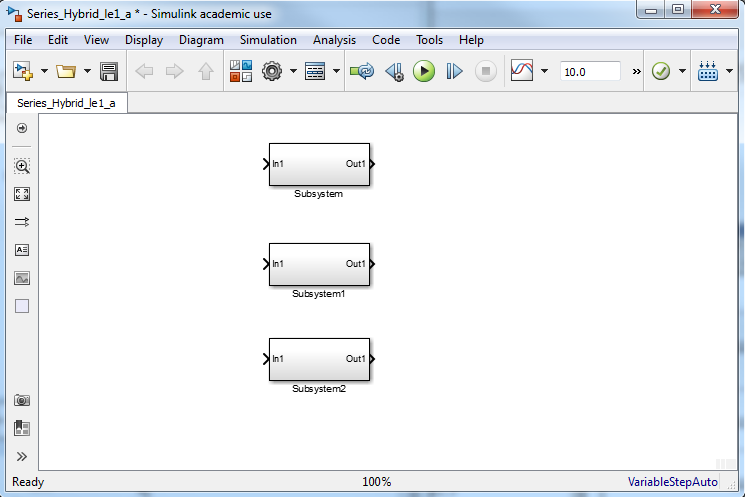 Series_Hybrid_le1_a * - Simulink academic use
File Edit View Display Diagram Simulation Analysis Code Tools Help
10.0 »
Series_Hybrid_le1_a
In1 Out1
Subsystem
A
In1 Out1
Subsystem1
In1 Out1
Subsystem2
Ready 100% VariableStepAuto